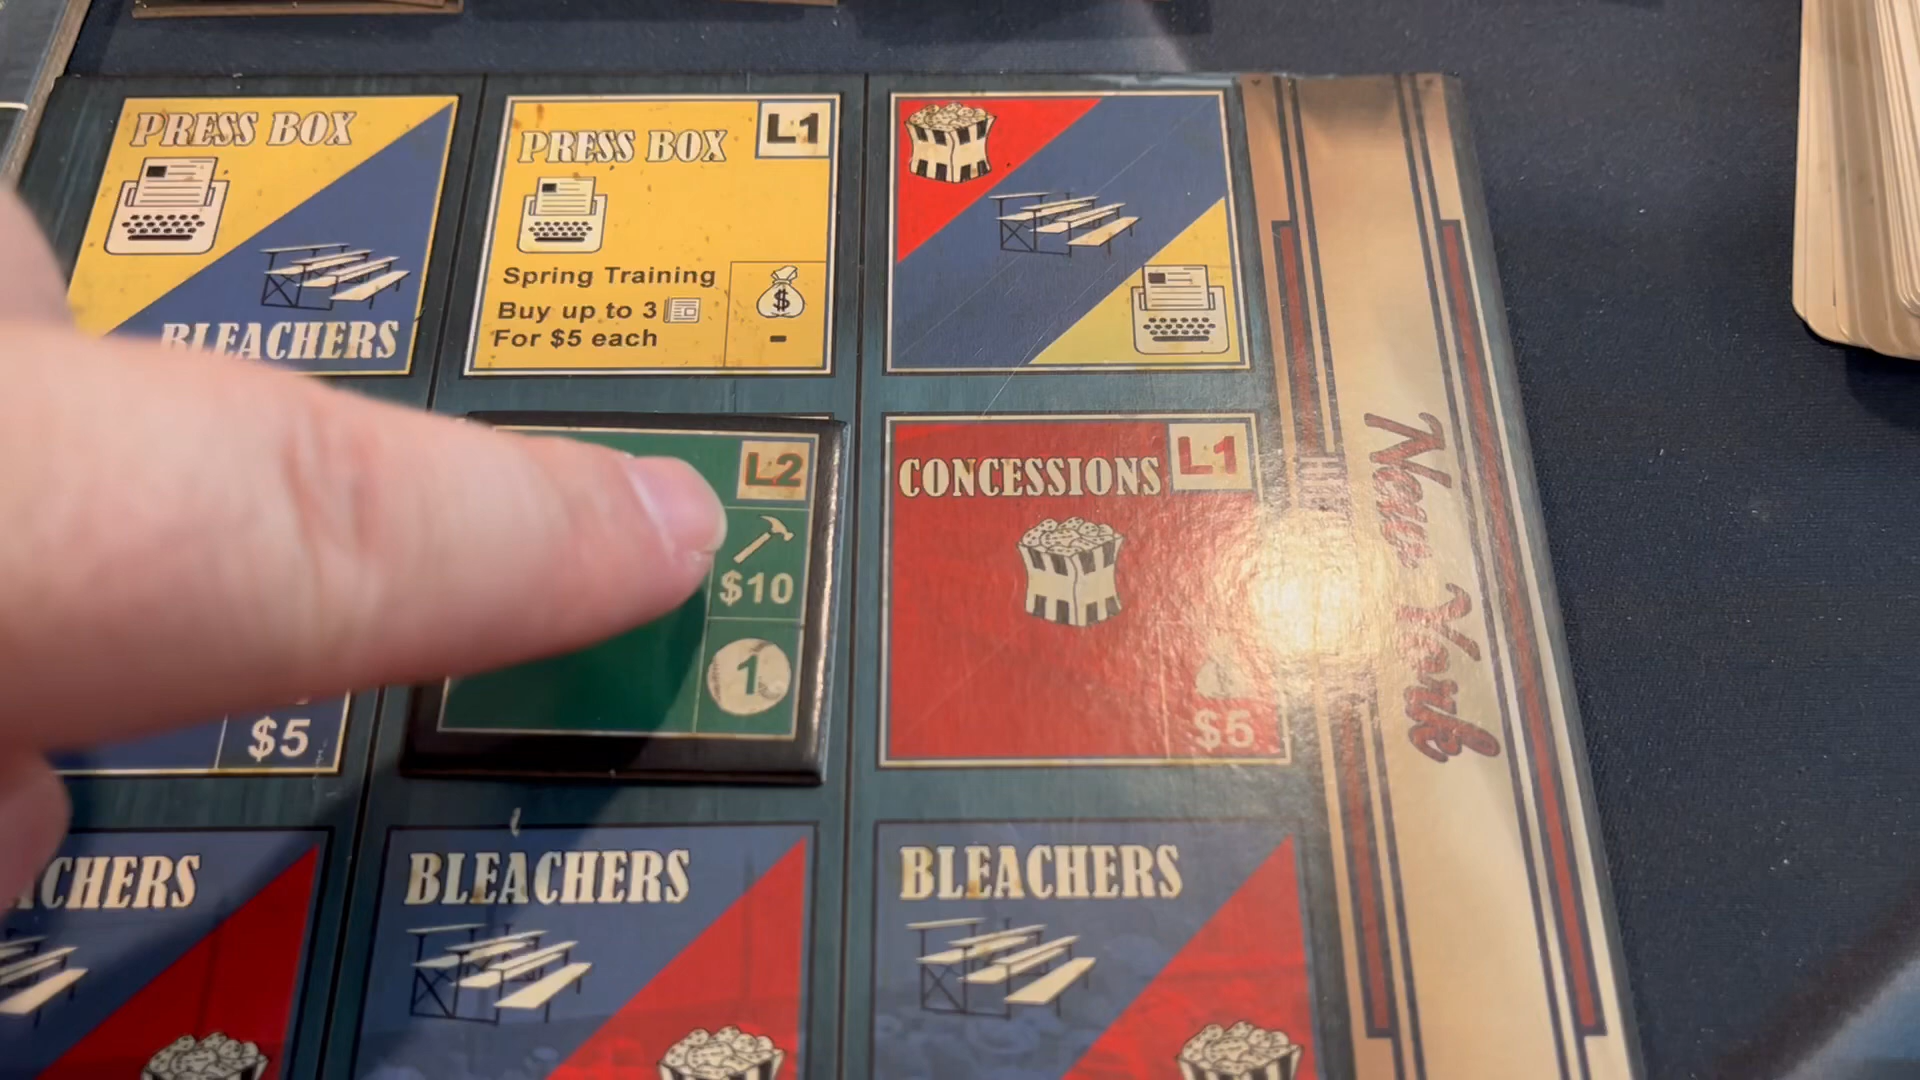 PRESS BOX
BLEACHERS
L1
PRESS BOX
Spring Training
Buy up to 3
For $5 each
$
-
L2
$10
1
L1
CONCESSIONS
$5
$5
CHERS
BLEACHERS
BLEACHERS
New York